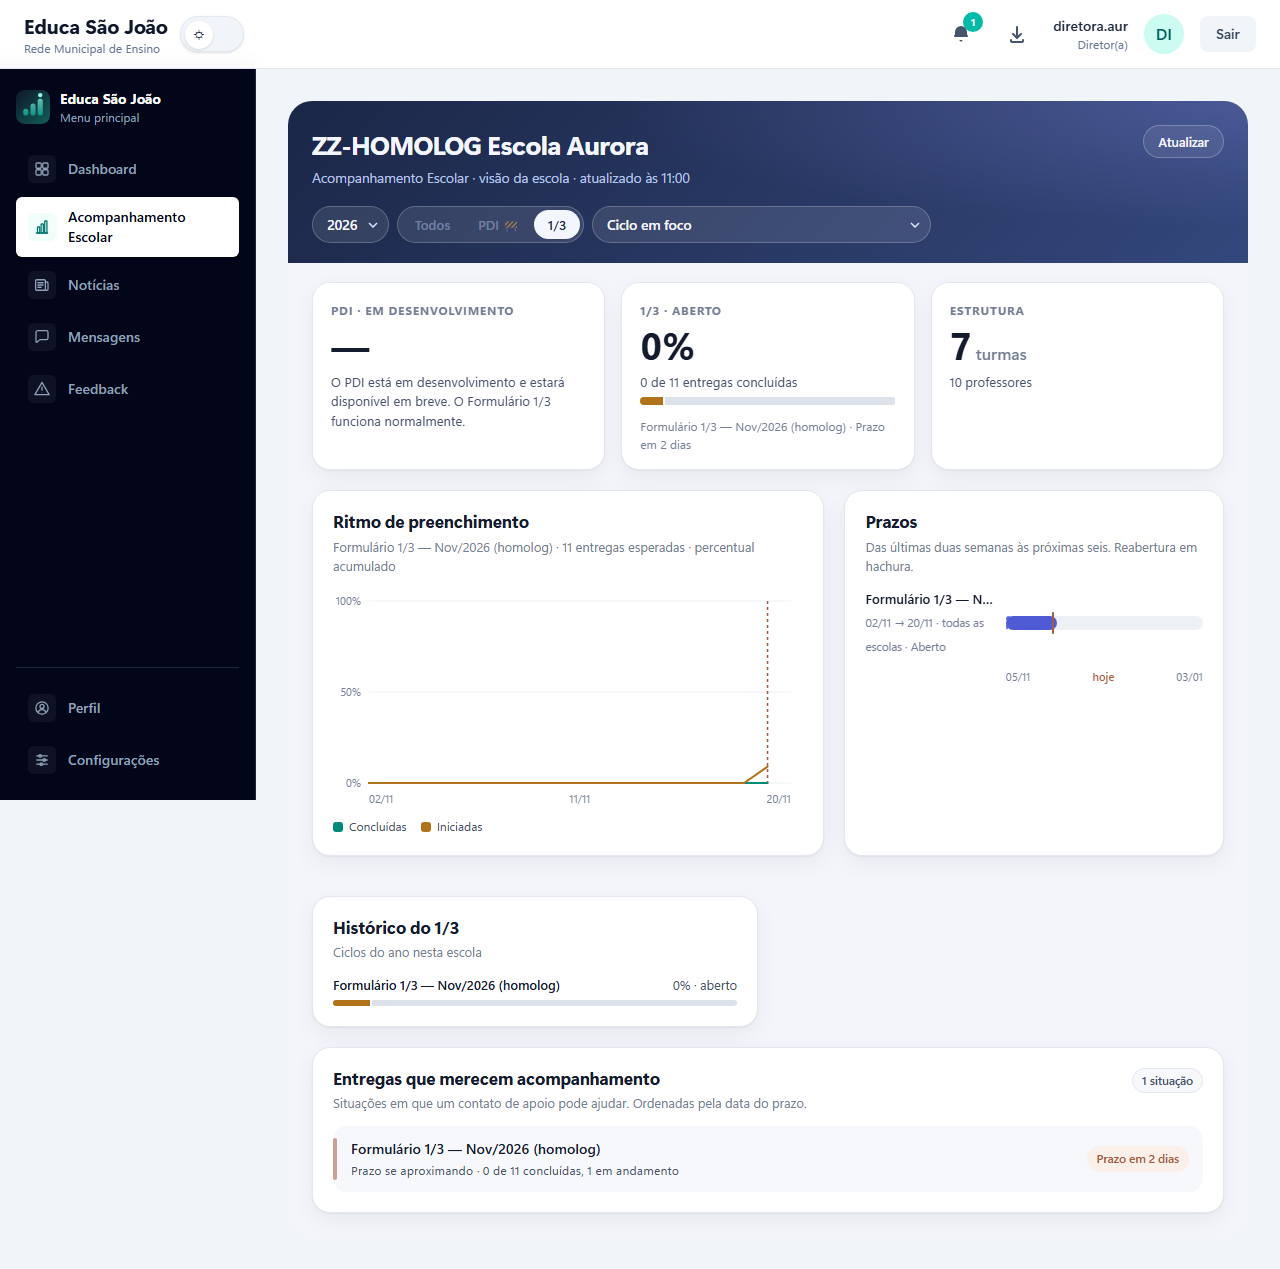 Educa São João
Rede Municipal de Ensino
1
diretora.aur
Diretor(a)
DI
Sair
Educa São João
Menu principal
Dashboard
Acompanhamento
Escolar
Notícias
Mensagens
Feedback
Perfil
Configurações
ZZ-HOMOLOG Escola Aurora
Atualizar
Acompanhamento Escolar · visão da escola · atualizado às 11:00
2026
Todos
PDI
1/3
Ciclo em foco
PDI · EM DESENVOLVIMENTO
—
O PDI está em desenvolvimento e estará
disponível em breve. O Formulário 1/3
funciona normalmente.
1/3 · ABERTO
0%
0 de 11 entregas concluídas
Formulário 1/3 — Nov/2026 (homolog) · Prazo
em 2 dias
ESTRUTURA
7 turmas
10 professores
Ritmo de preenchimento
Formulário 1/3 — Nov/2026 (homolog) · 11 entregas esperadas · percentual
acumulado
100%
50%
0%
02/11
11/11
20/11
Concluídas
Iniciadas
Prazos
Das últimas duas semanas às próximas seis. Reabertura em
hachura.
Formulário 1/3 — N...
02/11 → 20/11 · todas as
escolas · Aberto
05/11
hoje
03/01
Histórico do 1/3
Ciclos do ano nesta escola
Formulário 1/3 — Nov/2026 (homolog)
0% · aberto
Entregas que merecem acompanhamento
1 situação
Situações em que um contato de apoio pode ajudar. Ordenadas pela data do prazo.
Formulário 1/3 — Nov/2026 (homolog)
Prazo se aproximando · 0 de 11 concluídas, 1 em andamento
Prazo em 2 dias